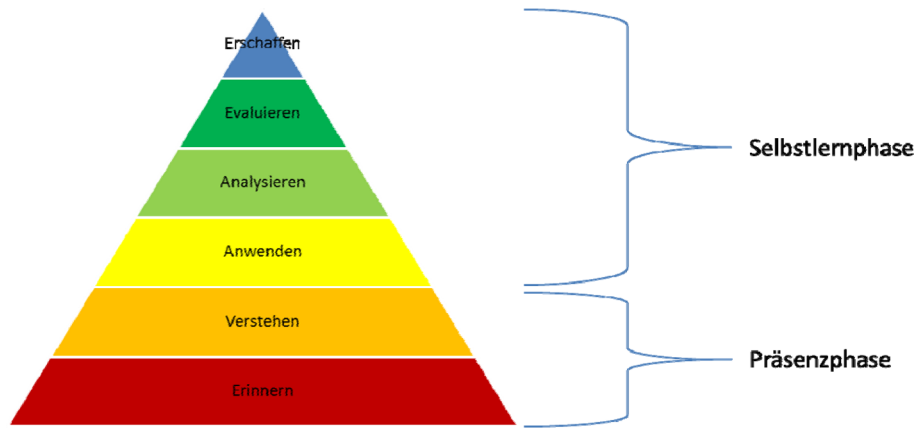 Erschaffen
Evaluieren
Analysieren
Anwenden
Verstehen
Erinnern
Selbstlernphase
Präsenzphase